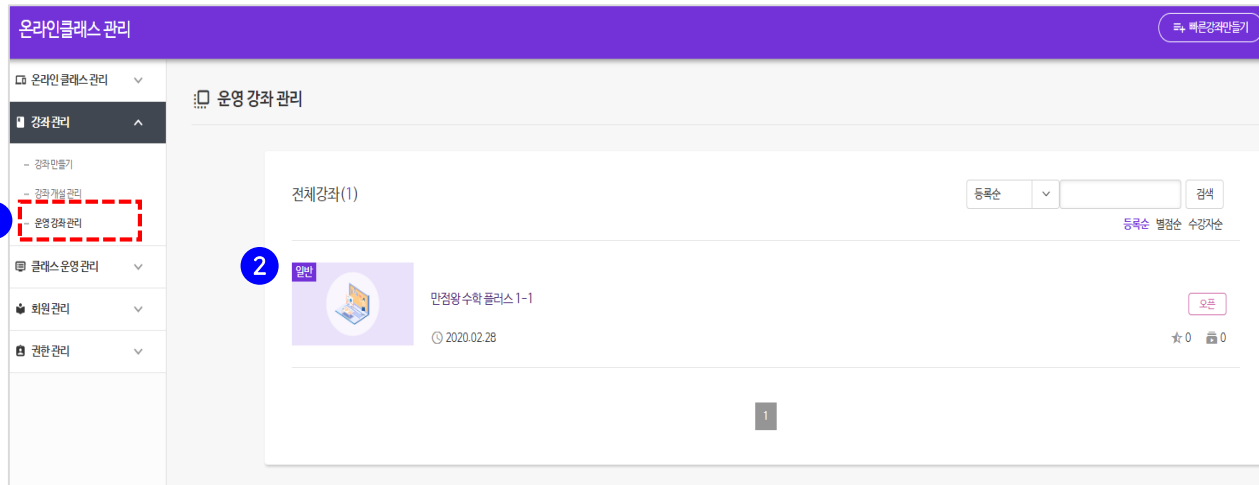 온라인클래스 관리
빠른강좌만들기
온라인 클래스 관리
강좌 관리
- 강좌 만들기
- 강좌 개설 관리
- 운영 강좌 관리
클래스 운영 관리
회원 관리
권한 관리
운영 강좌 관리
전체강좌(1)
등록순
검색
등록순 별점순 수강자순
2
일반
만점왕 수학 플러스 1-1
오픈
2020.02.28
0 0
1